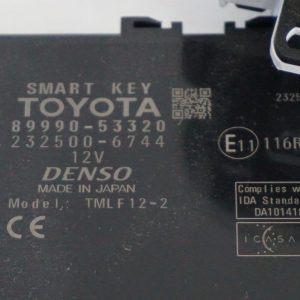 SMART KEY
TOYOTA
89990-53320
232500-6744
12V
DENSO
MADE IN JAPAN
Model: TMLF12-2
CE
2325
E11 116R
Complies w
IDA Standa
DA101418
ICASA